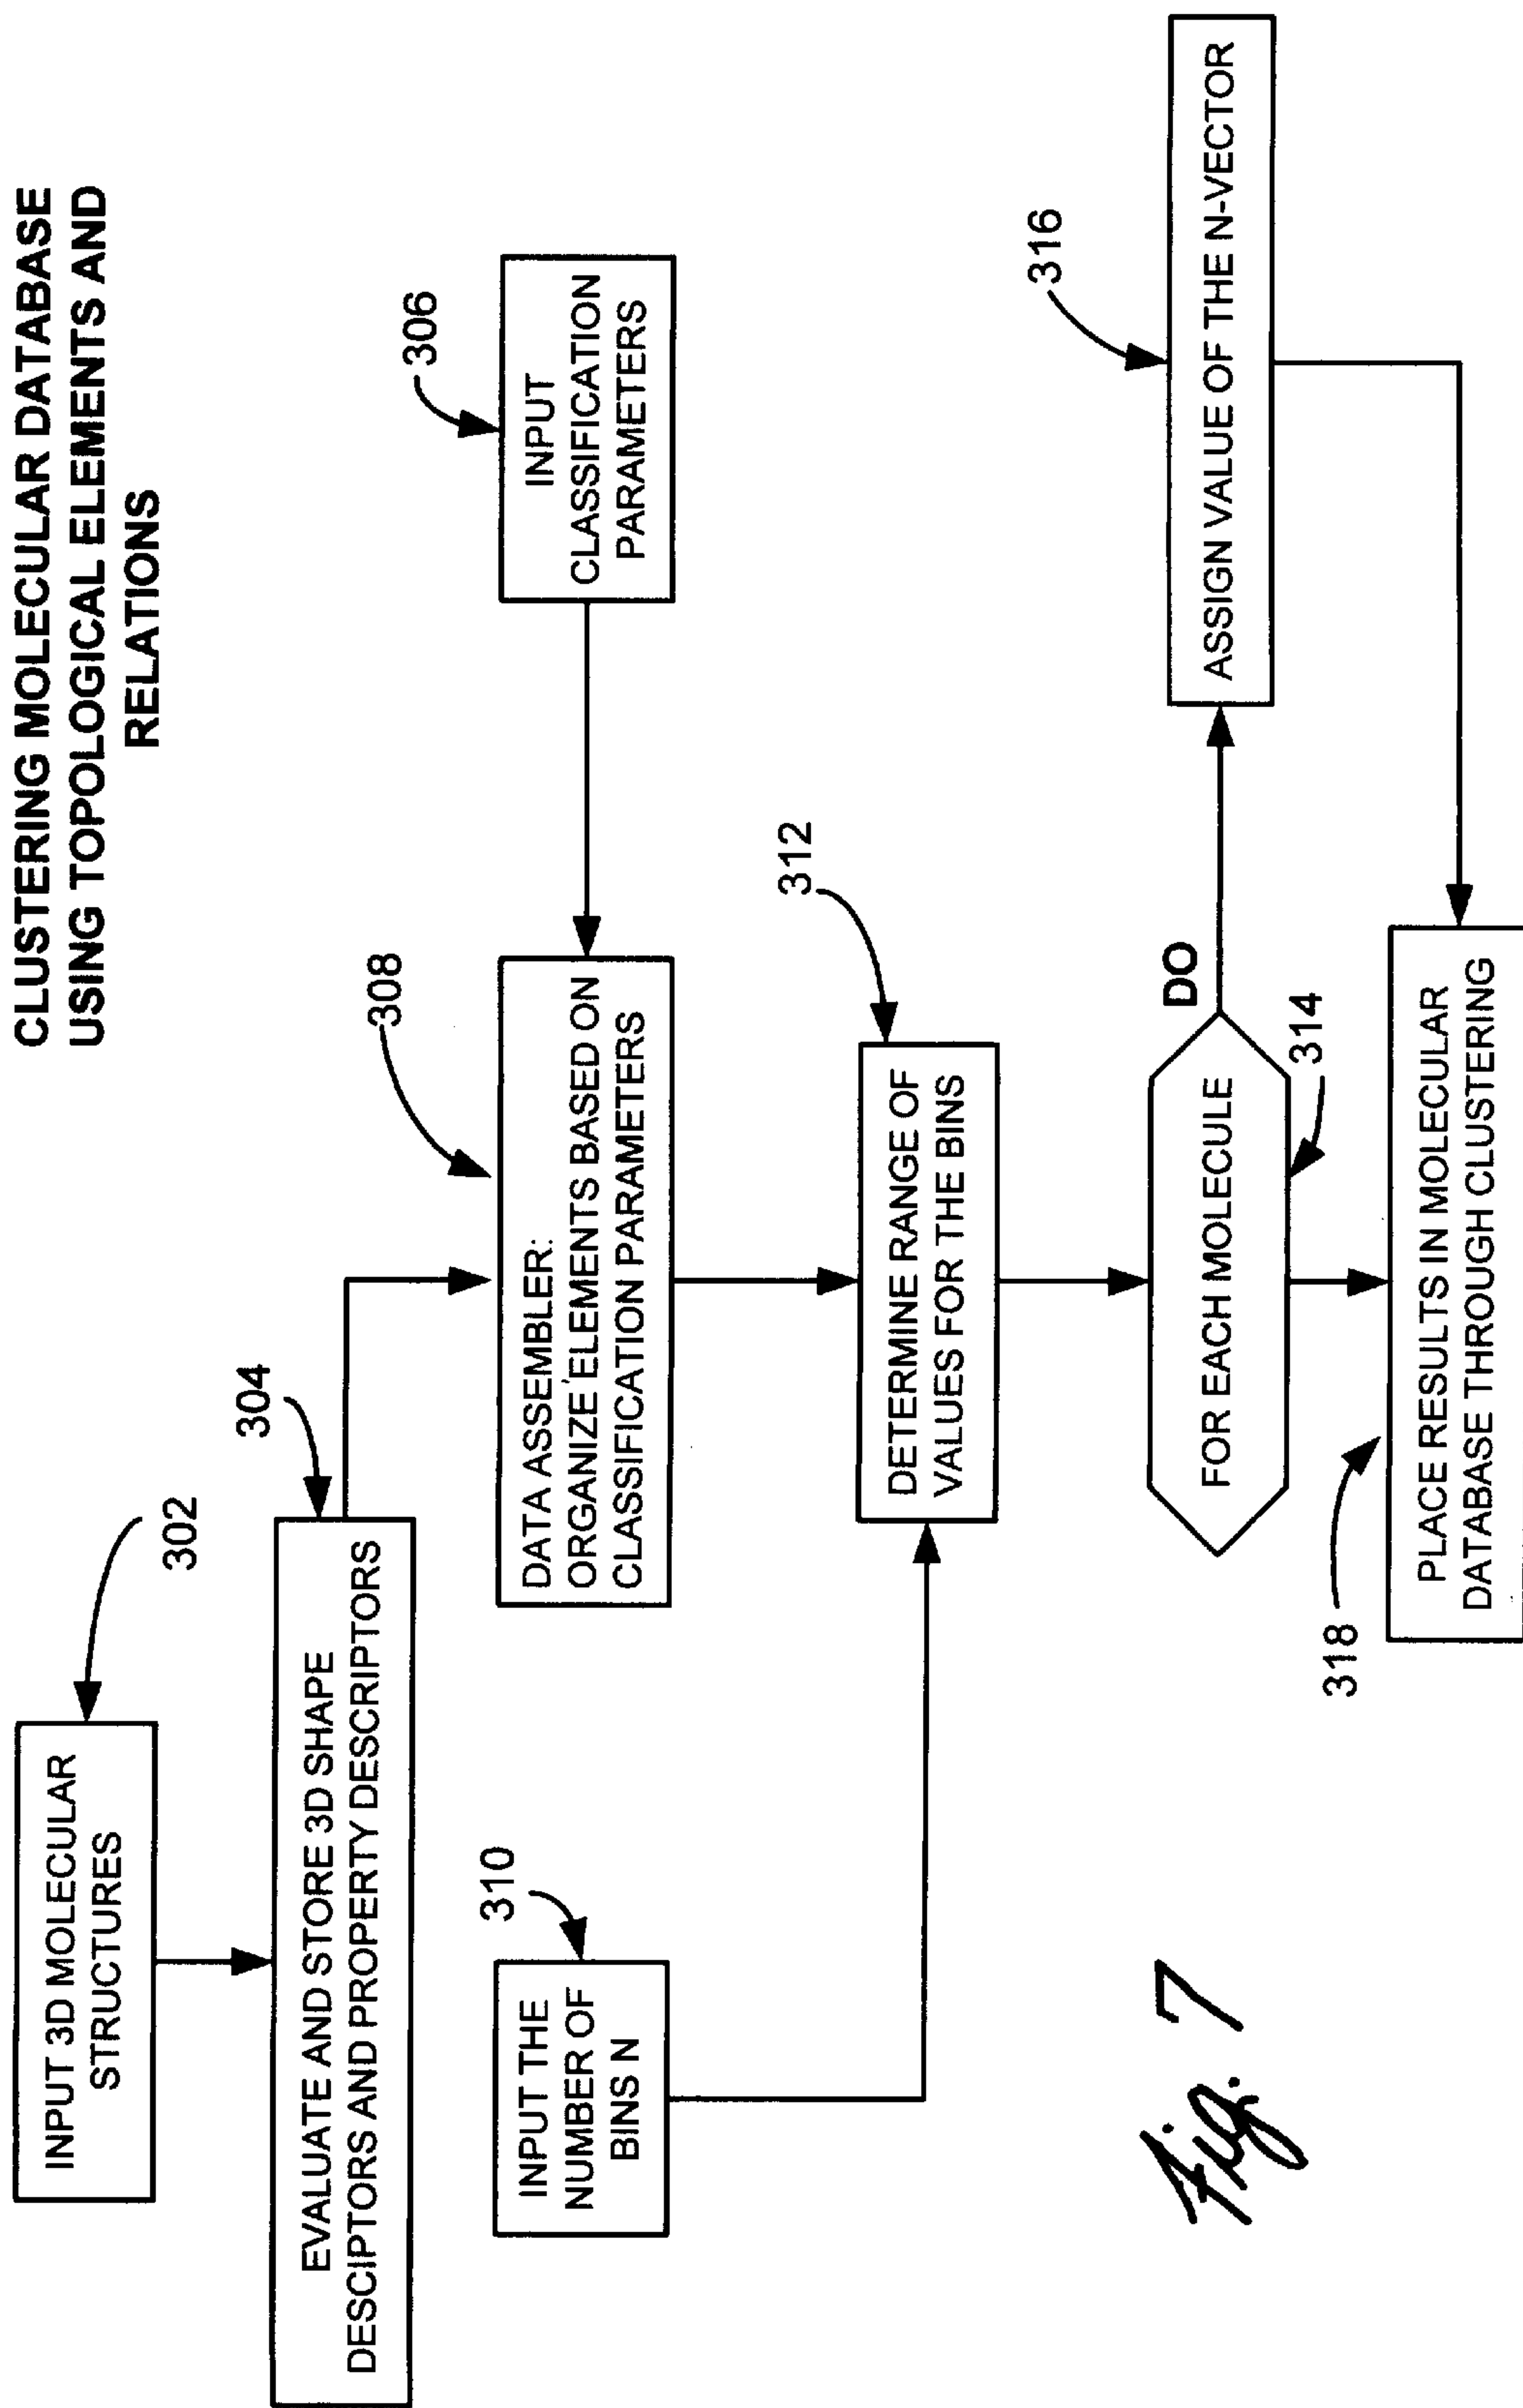 CLUSTERING MOLECULAR DATABASE
USING TOPOLOGICAL ELEMENTS AND
RELATIONS
302
INPUT 3D MOLECULAR
STRUCTURES
304
EVALUATE AND STORE 3D SHAPE
DESCIPTORS AND PROPERTY DESCRIPTORS
306
INPUT
CLASSIFICATION
PARAMETERS
308
DATA ASSEMBLER:
ORGANIZE ELEMENTS BASED ON
CLASSIFICATION PARAMETERS
310
INPUT THE
NUMBER OF
BINS N
312
DETERMINE RANGE OF
VALUES FOR THE BINS
FOR EACH MOLECULE
314
DO
316
ASSIGN VALUE OF THE N-VECTOR
318
PLACE RESULTS IN MOLECULAR
DATABASE THROUGH CLUSTERING
Fig. 7